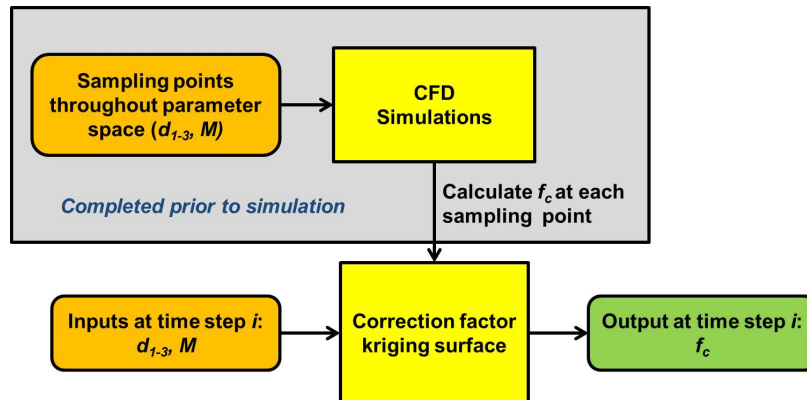 Sampling points
throughout parameter
space (d1-3, M)
CFD
Simulations
Completed prior to simulation
Calculate fc at each
sampling point
Inputs at time step i:
d1-3, M
Correction factor
kriging surface
Output at time step i:
fc